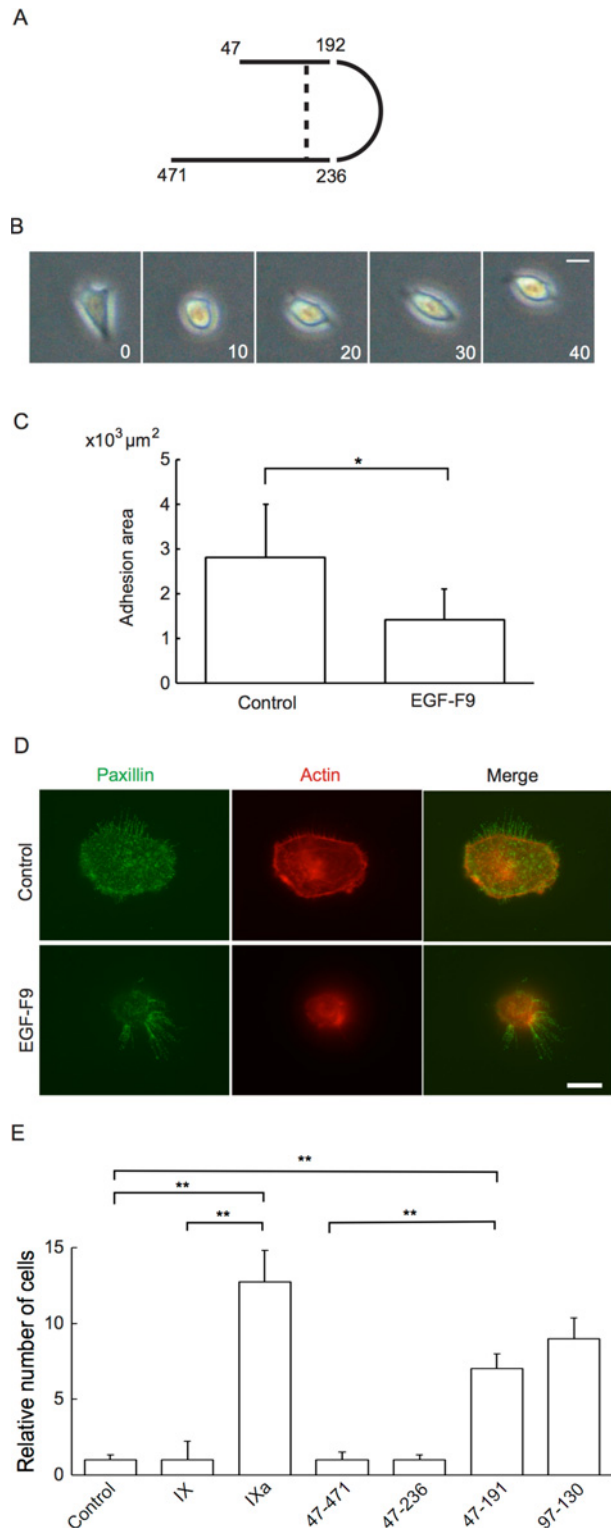 A
47 192
471 236
B
0 10 20 30 40
C
x10³ μm²
5
4
3
2
1
0
Adhesion area
*
Control EGF-F9
D
Paxillin Actin Merge
Control
EGF-F9
E
**
**
** **
15
10
5
0
Relative number of cells
Control IX IXa 47-471 47-236 47-191 97-130